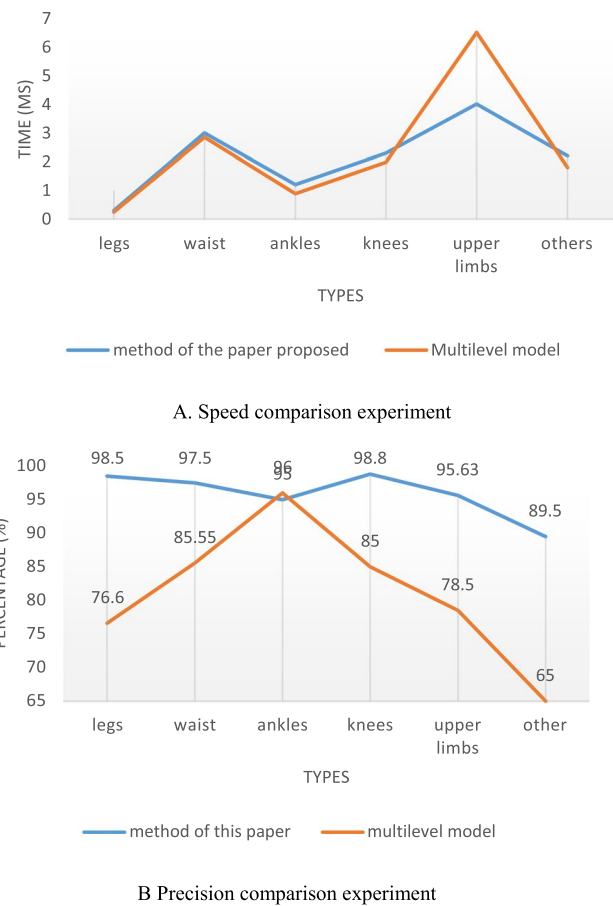 7
6
5
4
3
2
1
0
TIME (MS)
legs waist ankles knees upper limbs others
TYPES
method of the paper proposed Multilevel model
A. Speed comparison experiment
100
95
90
85
80
75
70
65
PERCENTAGE (%)
98.5 97.5 96 98.8 95.63 89.5
95
76.6 85.55 85 78.5 65
legs waist ankles knees upper limbs other
TYPES
method of this paper multilevel model
B Precision comparison experiment